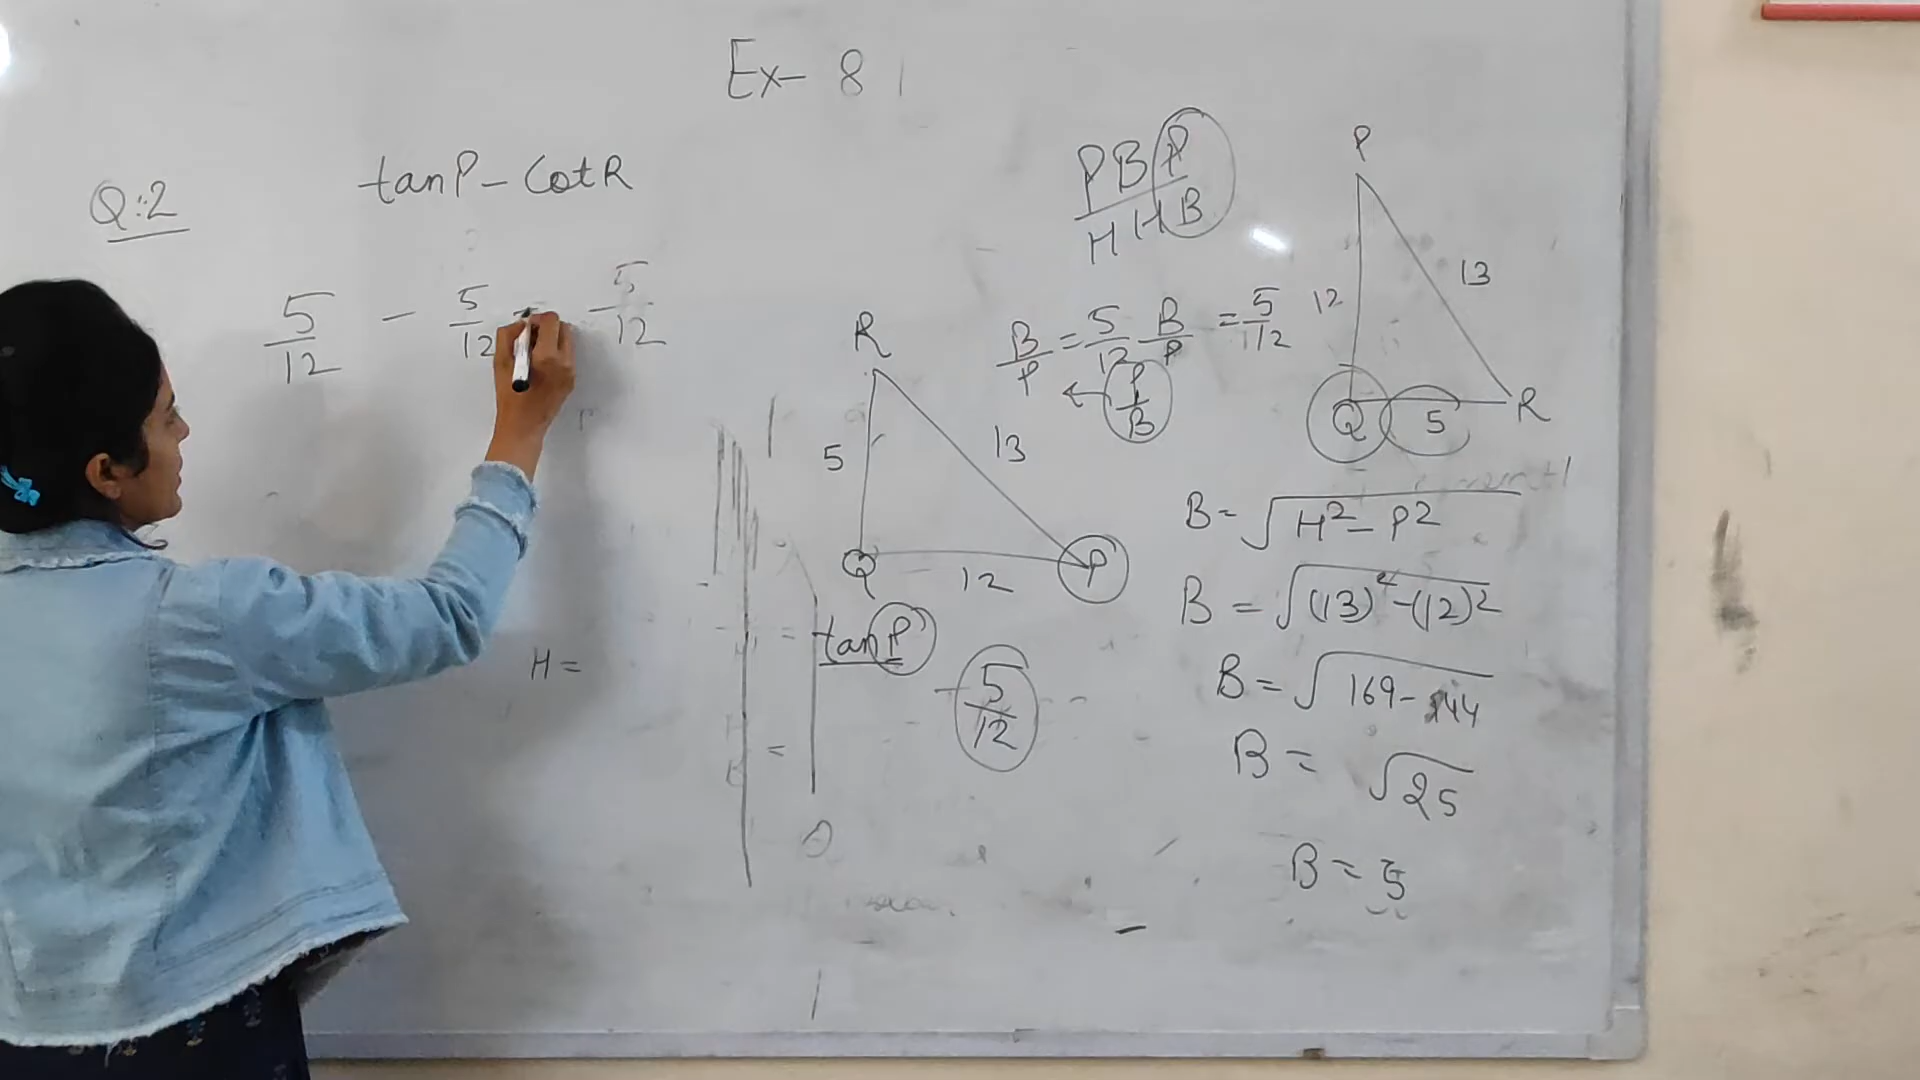 Ex- 8 1
Q:2
tanP - CotR
5/12 - 5/12 = 5/12
H =
P B P
H H B
B/P = 5/12 B/P = 5/12
← P/B
P
12
13
Q
5
R
R
5
13
Q
12
P
tanP
5/12
B = √H² - P²
B = √(13)² - (12)²
B = √169 - 144
B = √25
B = 5